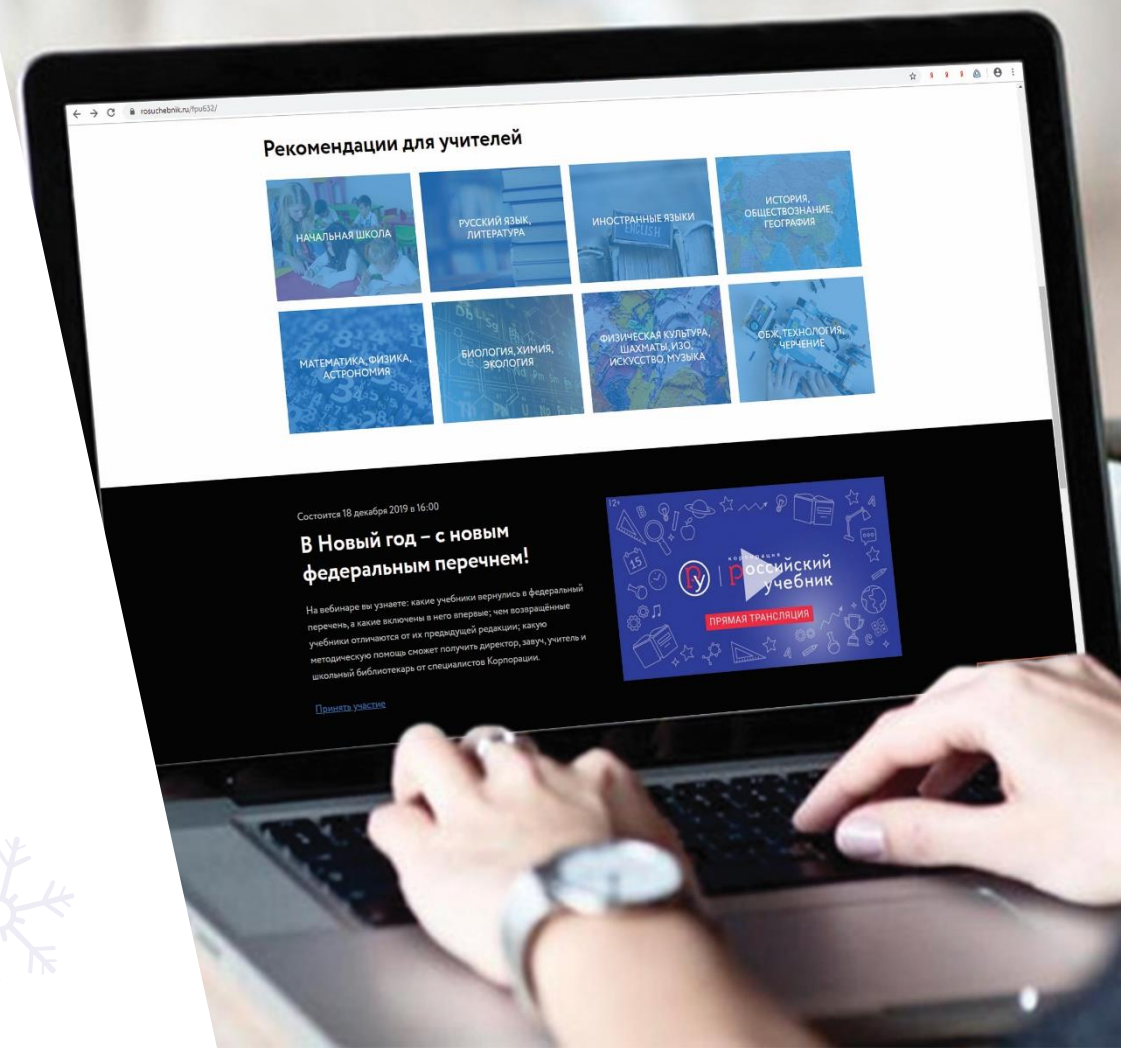 rosuchebnik.ru/fpu632/
Рекомендации для учителей
НАЧАЛЬНАЯ ШКОЛА
РУССКИЙ ЯЗЫК,
ЛИТЕРАТУРА
ИНОСТРАННЫЕ ЯЗЫКИ
ENGLISH
ИСТОРИЯ,
ОБЩЕСТВОЗНАНИЕ,
ГЕОГРАФИЯ
МАТЕМАТИКА, ФИЗИКА,
АСТРОНОМИЯ
БИОЛОГИЯ, ХИМИЯ,
ЭКОЛОГИЯ
ФИЗИЧЕСКАЯ КУЛЬТУРА,
ШАХМАТЫ, ИЗО,
ИСКУССТВО, МУЗЫКА
ОБЖ, ТЕХНОЛОГИЯ,
ЧЕРЧЕНИЕ
Состоится 18 декабря 2019 в 16:00
В Новый год – с новым
федеральным перечнем!
На вебинаре вы узнаете: какие учебники вернулись в федеральный
перечень, а какие включены в него впервые; чем возвращённые
учебники отличаются от их предыдущей редакции; какую
методическую помощь сможет получить директор, завуч, учитель и
школьный библиотекарь от специалистов Корпорации.
Принять участие
12+
15
ру
корпорация
российский
учебник
ПРЯМАЯ ТРАНСЛЯЦИЯ